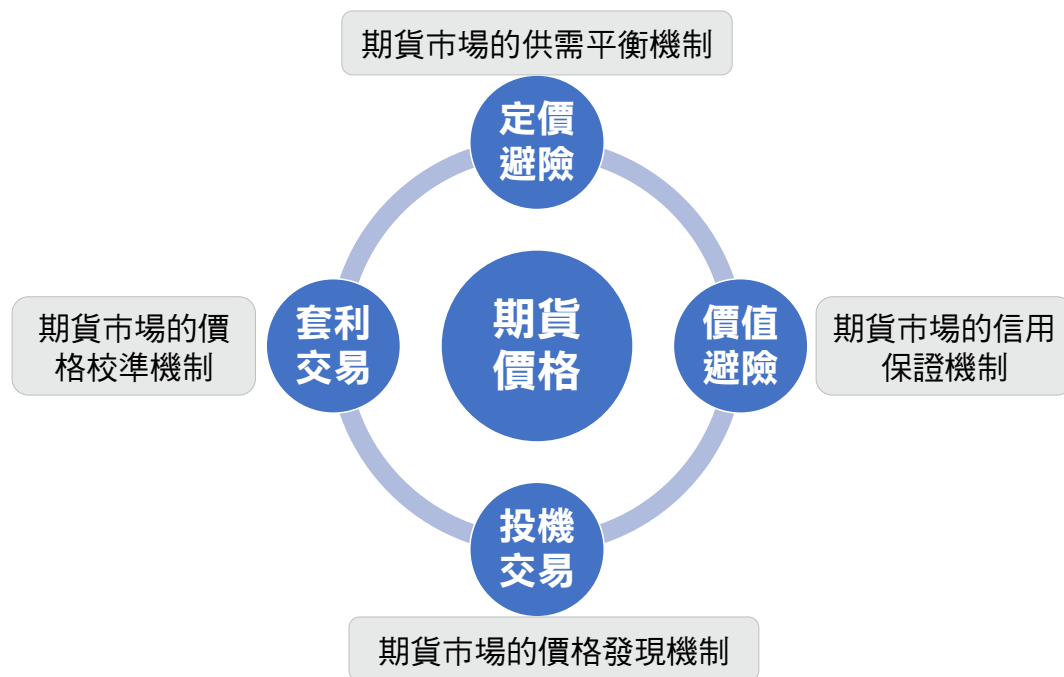 期貨市場的供需平衡機制
定價
避險
套利
交易
期貨市場的價
格校準機制
期貨
價格
價值
避險
期貨市場的信用
保證機制
投機
交易
期貨市場的價格發現機制